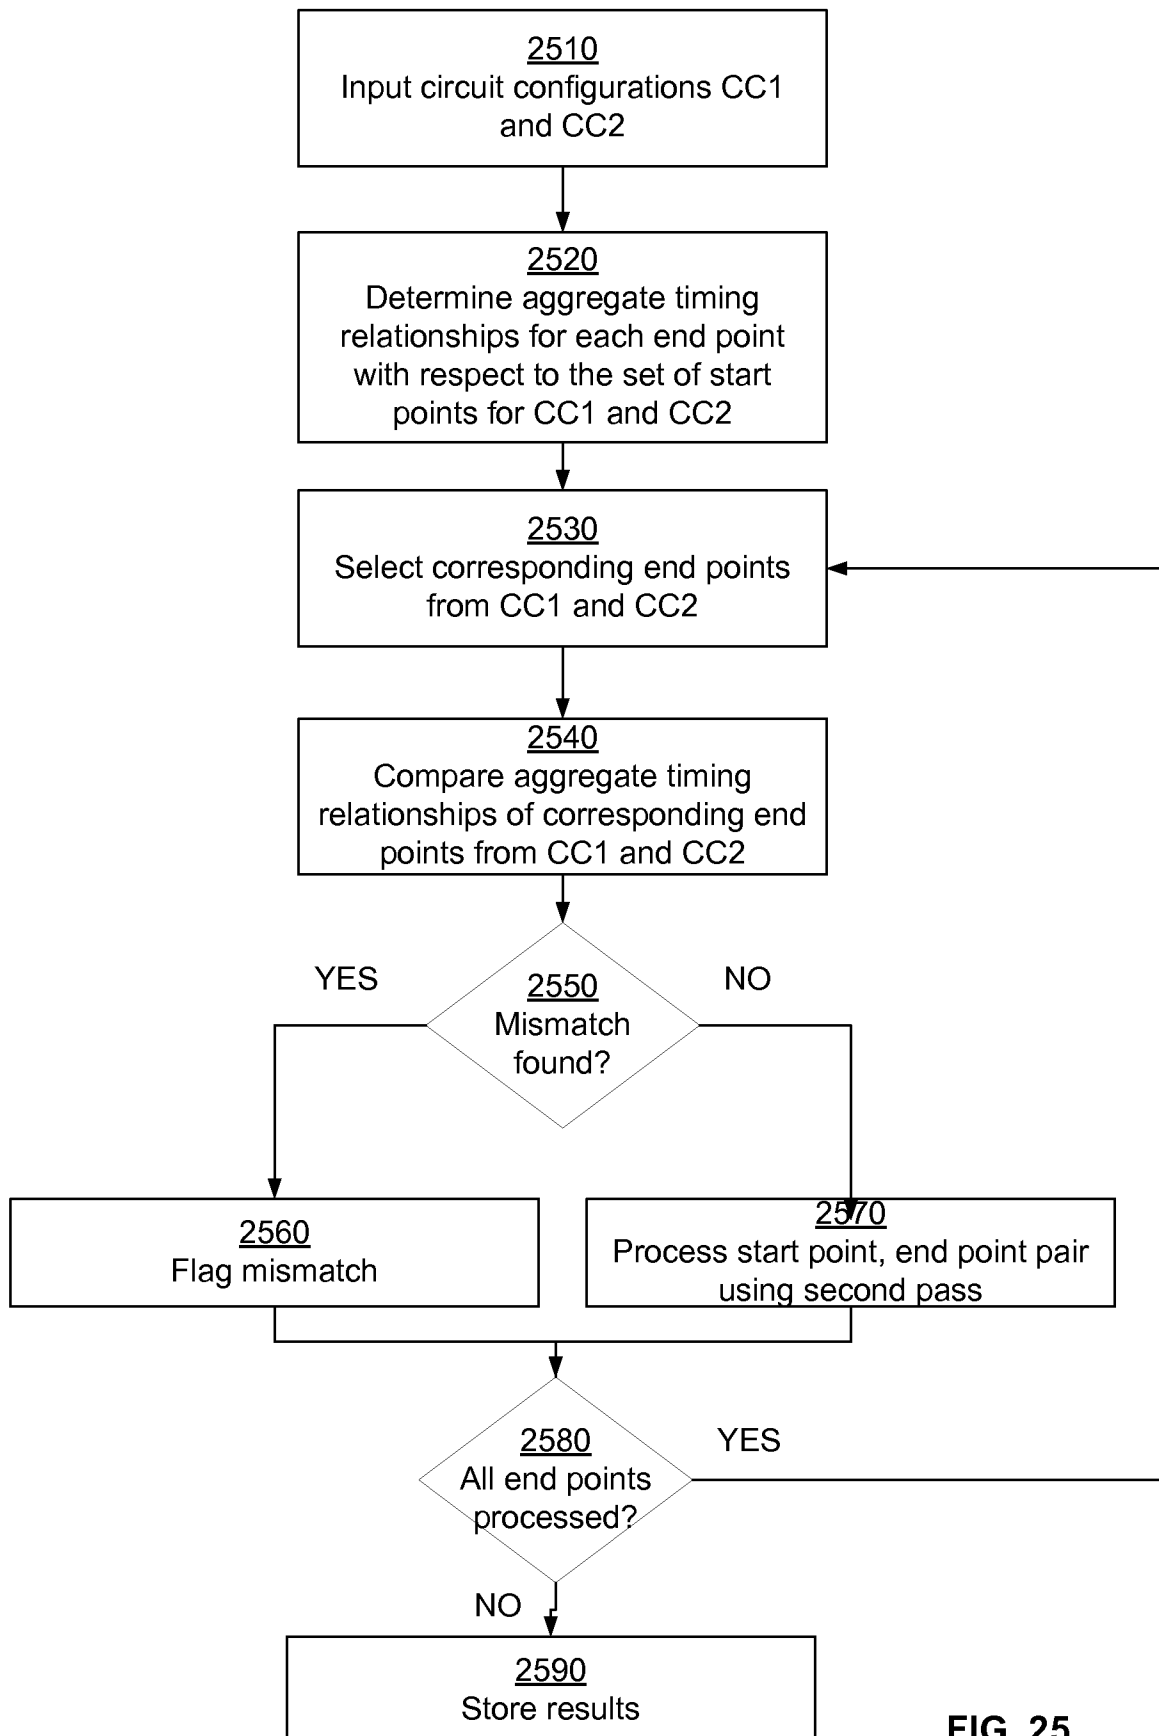 2510
Input circuit configurations CC1
and CC2
2520
Determine aggregate timing
relationships for each end point
with respect to the set of start
points for CC1 and CC2
2530
Select corresponding end points
from CC1 and CC2
2540
Compare aggregate timing
relationships of corresponding end
points from CC1 and CC2
YES
NO
2550
Mismatch
found?
2560
Flag mismatch
2570
Process start point, end point pair
using second pass
2580
All end points
processed?
YES
NO
2590
Store results
FIG. 25